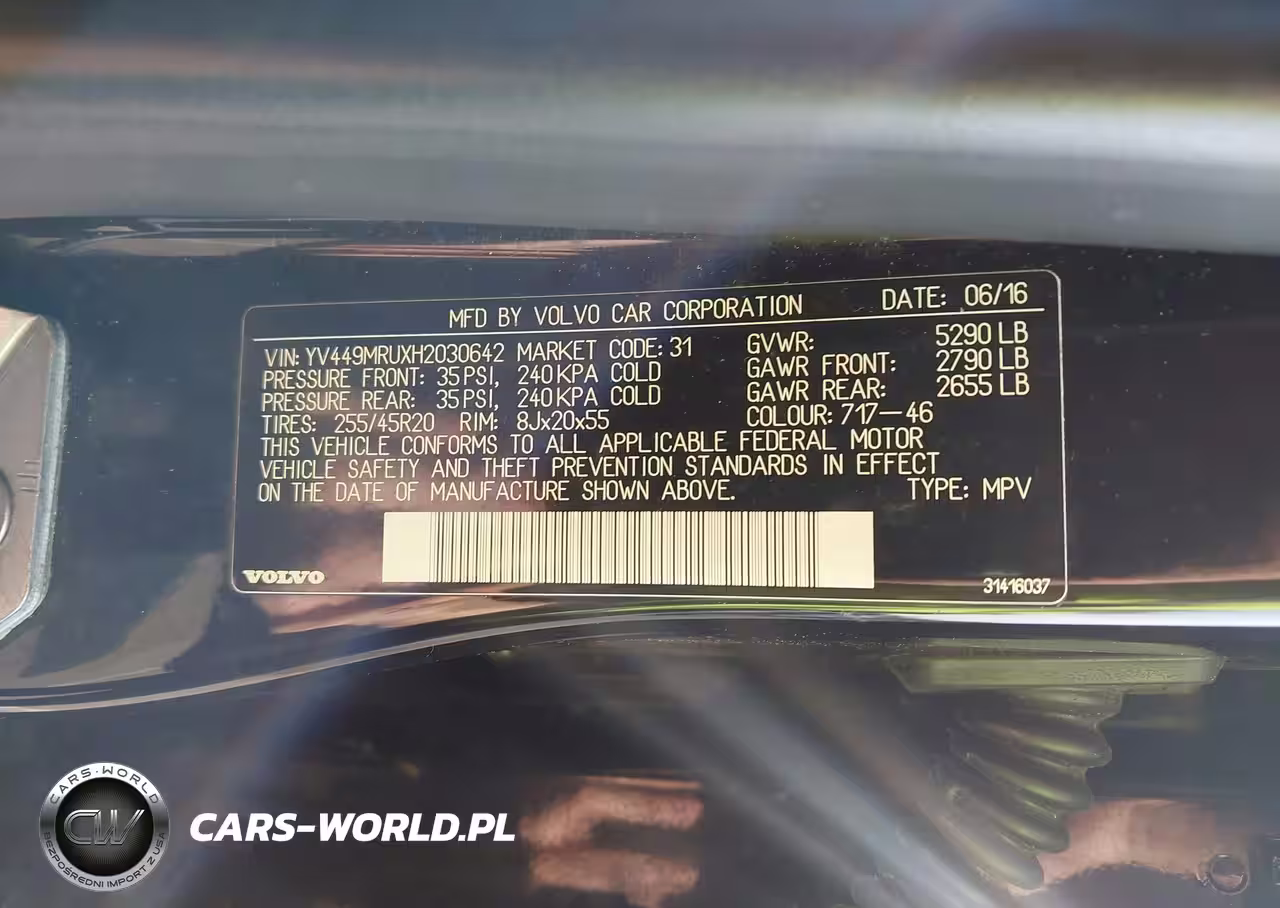 MFD BY VOLVO CAR CORPORATION DATE: 06/16
VIN: YV449MRUXH2030642 MARKET CODE: 31 GVWR: 5290 LB
PRESSURE FRONT: 35 PSI, 240 KPA COLD GAWR FRONT: 2790 LB
PRESSURE REAR: 35 PSI, 240 KPA COLD GAWR REAR: 2655 LB
TIRES: 255/45R20 RIM: 8Jx20x55 COLOUR: 717-46
THIS VEHICLE CONFORMS TO ALL APPLICABLE FEDERAL MOTOR
VEHICLE SAFETY AND THEFT PREVENTION STANDARDS IN EFFECT
ON THE DATE OF MANUFACTURE SHOWN ABOVE. TYPE: MPV
VOLVO 31416037
CARS-WORLD
CW
BEZPOŚREDNI IMPORT Z USA
CARS-WORLD.PL